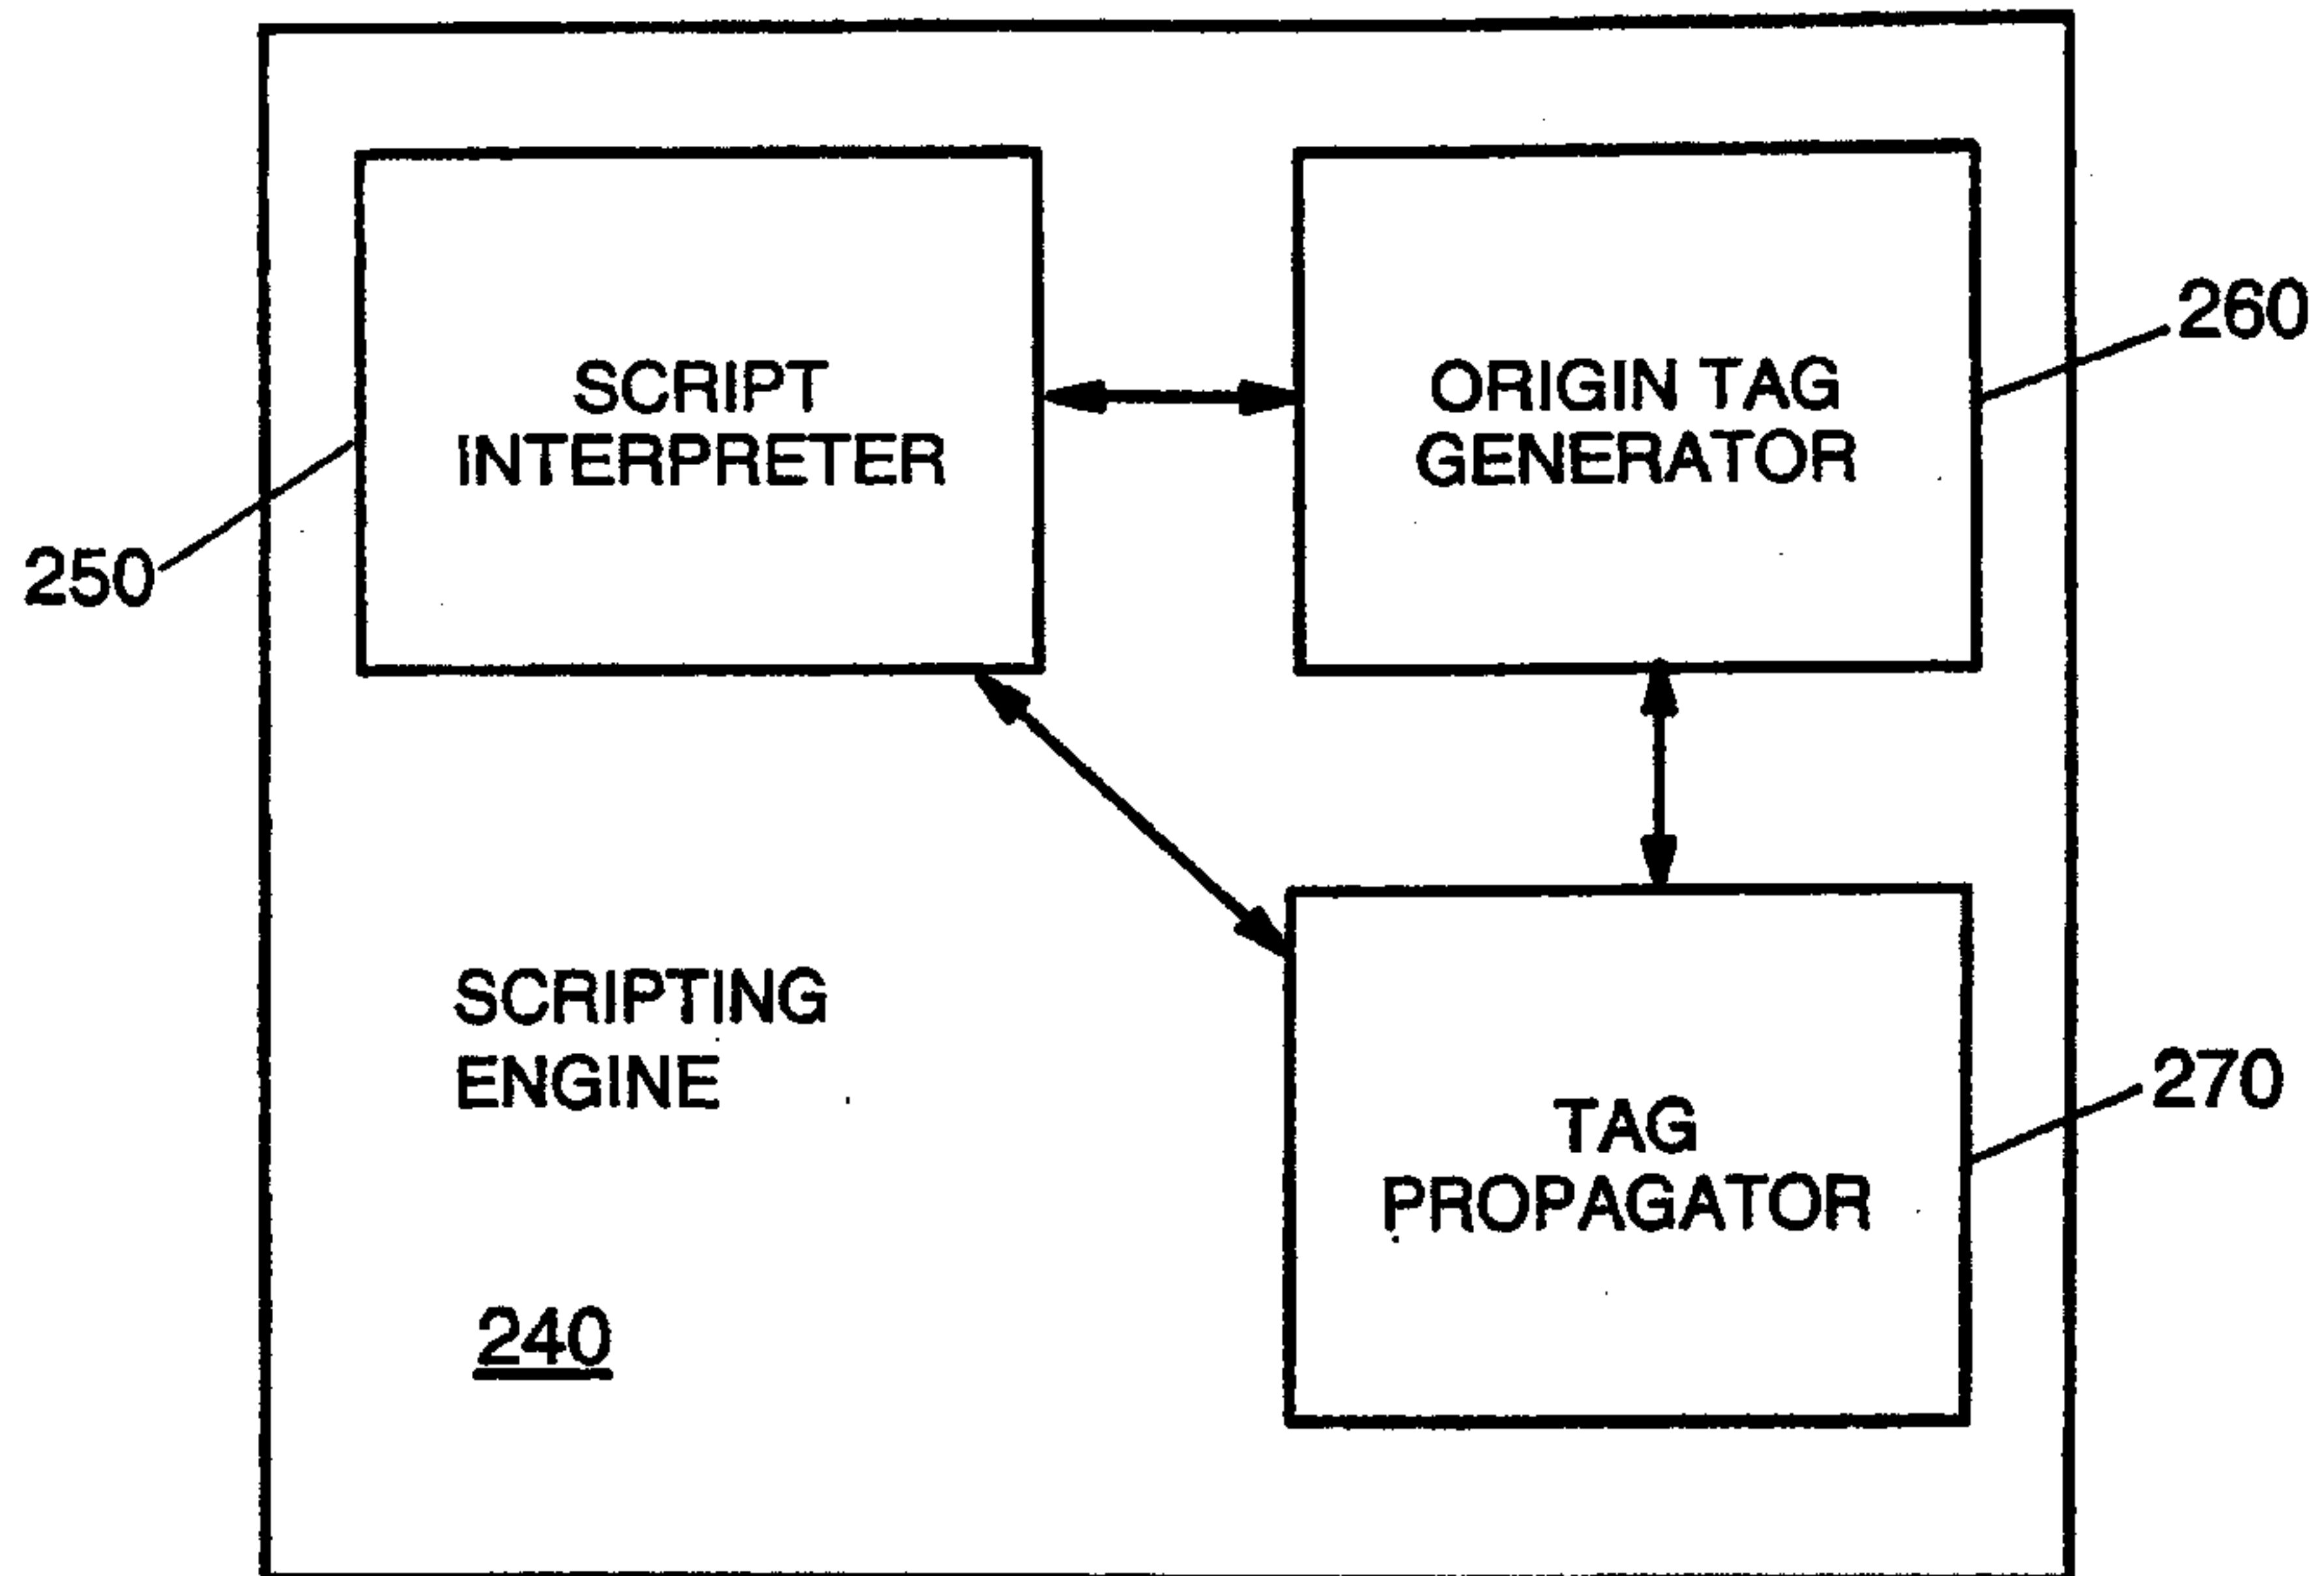 SCRIPT
INTERPRETER
250
ORIGIN TAG
GENERATOR
260
SCRIPTING
ENGINE
240
TAG
PROPAGATOR
270